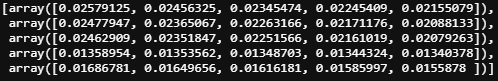 [array([0.02579125, 0.02456325, 0.02345474, 0.02245409, 0.02155079]),
array([0.02477947, 0.02365067, 0.02263166, 0.02171176, 0.02088133]),
array([0.02462909, 0.02351847, 0.02251566, 0.02161019, 0.02079263]),
array([0.01358954, 0.01353562, 0.01348703, 0.01344324, 0.01340378]),
array([0.01686781, 0.01649656, 0.01616181, 0.01585997, 0.0155878 ])]